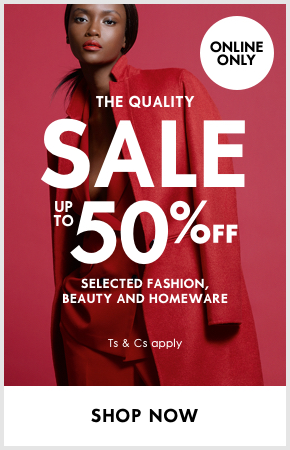 ONLINE
ONLY
THE QUALITY
SALE
UP
TO
50%OFF
SELECTED FASHION,
BEAUTY AND HOMEWARE
Ts & Cs apply
SHOP NOW